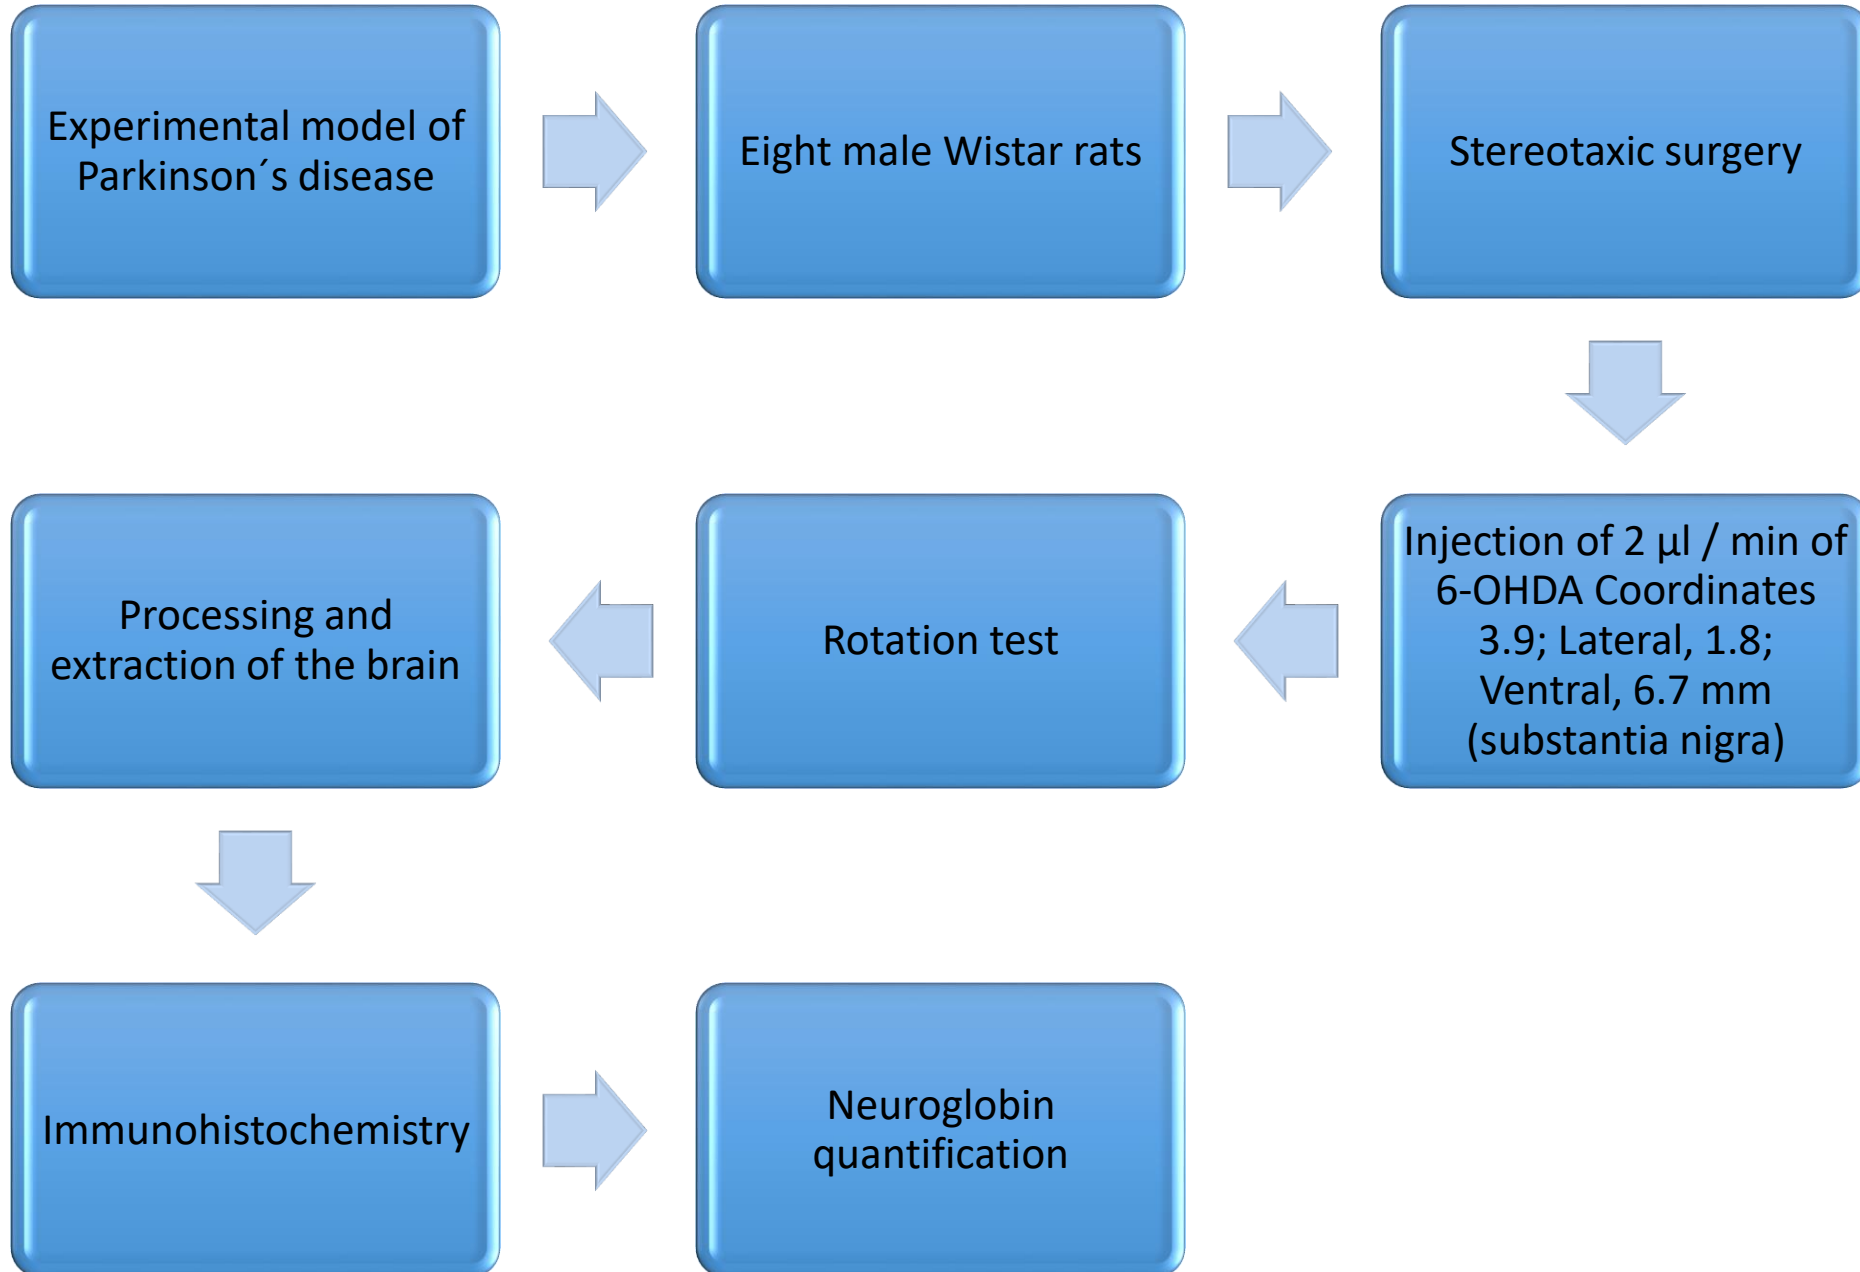 Experimental model of
Parkinson´s disease
Eight male Wistar rats
Stereotaxic surgery
Injection of 2 µl / min of
6-OHDA Coordinates
3.9; Lateral, 1.8;
Ventral, 6.7 mm
(substantia nigra)
Rotation test
Processing and
extraction of the brain
Immunohistochemistry
Neuroglobin
quantification